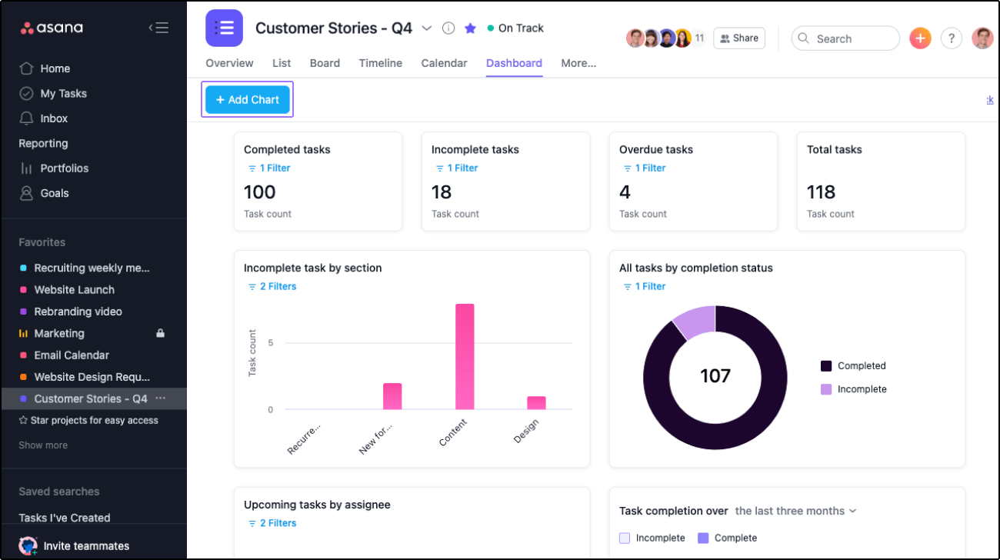 asana
Home
My Tasks
Inbox
Reporting
Portfolios
Goals
Favorites
Recruiting weekly me...
Website Launch
Rebranding video
Marketing
Email Calendar
Website Design Requ...
Customer Stories - Q4 ...
Star projects for easy access
Show more
Saved searches
Tasks I've Created
Invite teammates
Customer Stories - Q4
On Track
11
Share
Search
?
Overview List Board Timeline Calendar Dashboard More...
+ Add Chart
Completed tasks
1 Filter
100
Task count
Incomplete tasks
1 Filter
18
Task count
Overdue tasks
1 Filter
4
Task count
Total tasks
118
Task count
Incomplete task by section
2 Filters
Task count
5
0
Recurre...
New for...
Content
Design
All tasks by completion status
1 Filter
107
Completed
Incomplete
Upcoming tasks by assignee
2 Filters
Task completion over the last three months
Incomplete Complete